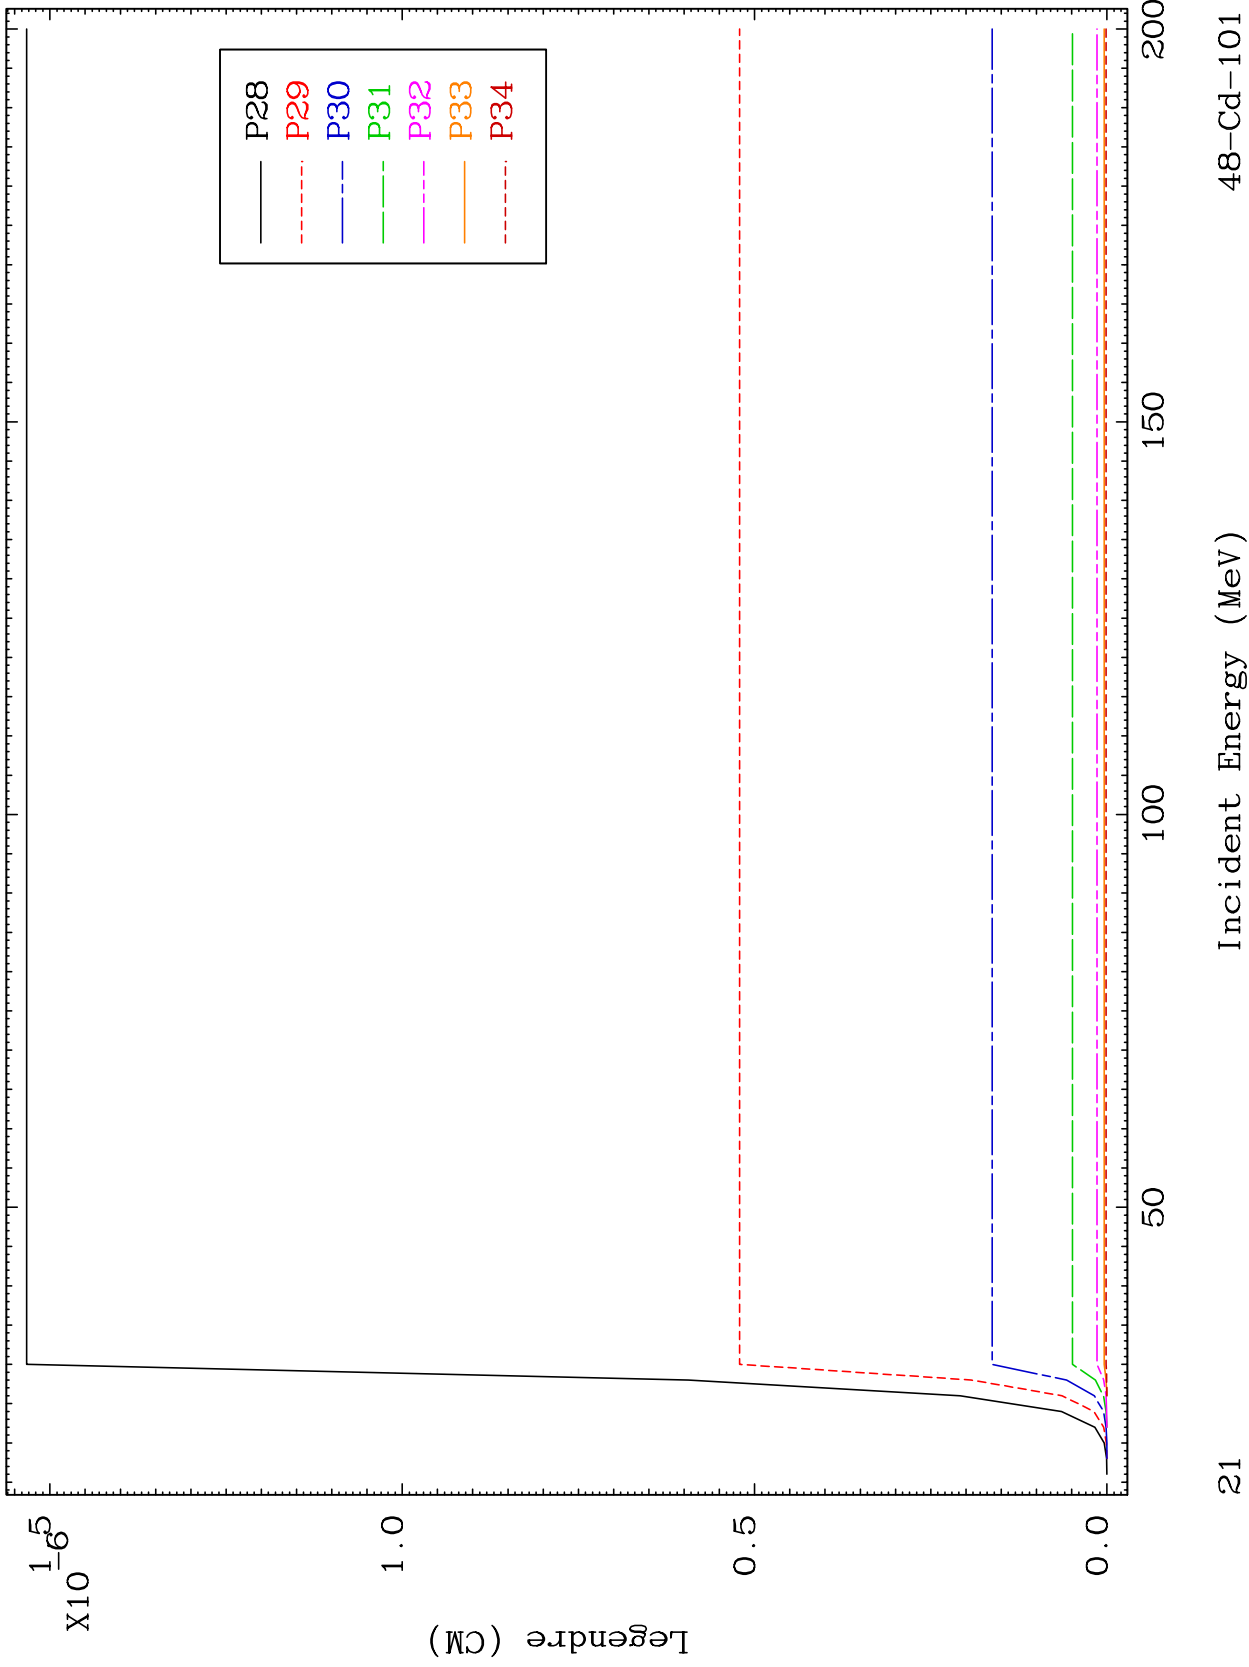 X10
-6
1.5
1.0
0.5
0.0
Legendre (CM)
P28
P29
P30
P31
P32
P33
P34
50
100
150
200
Incident Energy (MeV)
21
48-Cd-101